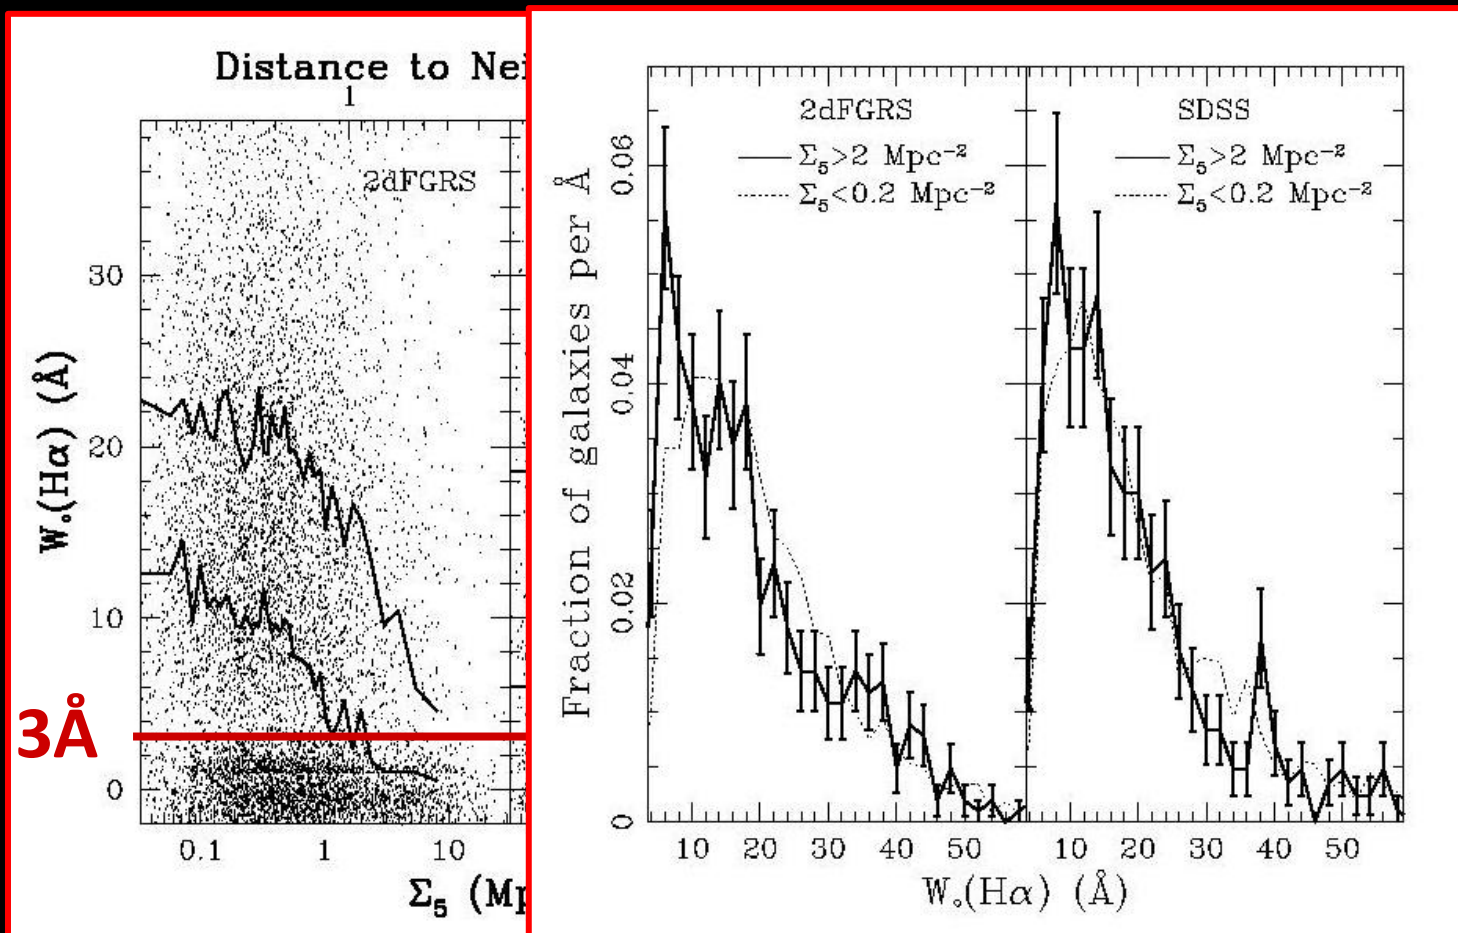 Distance to Nei
1
2dFGRS
30
20
10
0
W₀(Hα) (Å)
3Å
0.1 1 10
Σ₅ (Mp
2dFGRS
Σ₅>2 Mpc⁻²
Σ₅<0.2 Mpc⁻²
SDSS
Σ₅>2 Mpc⁻²
Σ₅<0.2 Mpc⁻²
Fraction of galaxies per Å
0.06
0.04
0.02
0
10 20 30 40 50
10 20 30 40 50
W₀(Hα) (Å)